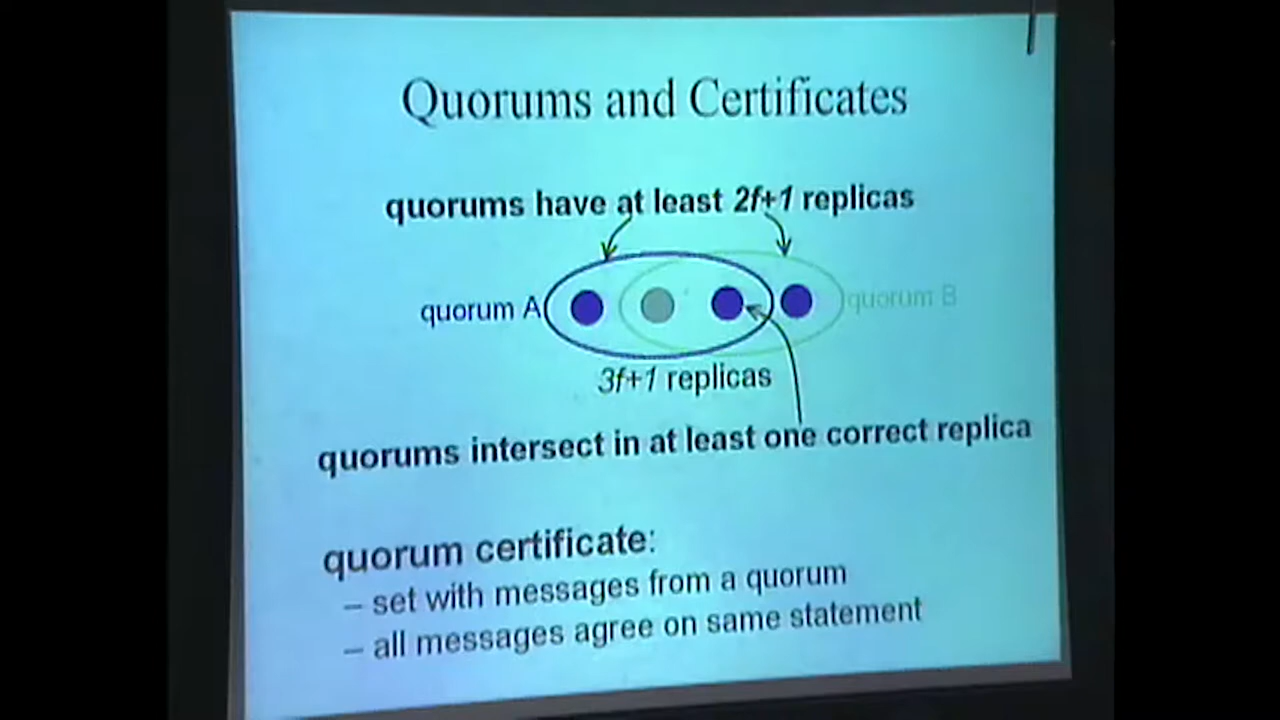 Quorums and Certificates
quorums have at least 2f+1 replicas
quorum A
quorum B
3f+1 replicas
quorums intersect in at least one correct replica
quorum certificate:
– set with messages from a quorum
– all messages agree on same statement